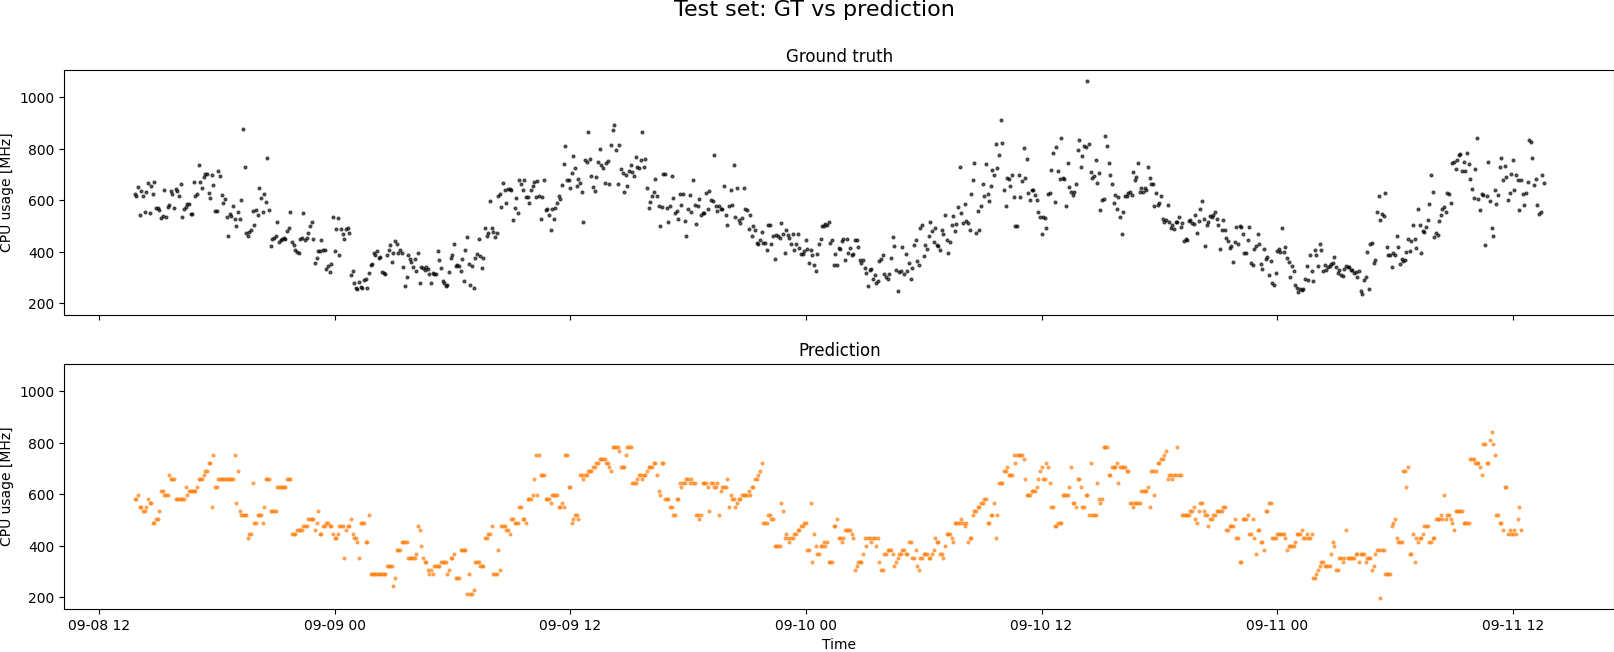 Test set: GT vs prediction
Ground truth
CPU usage [MHz]
1000
800
600
400
200
Prediction
CPU usage [MHz]
1000
800
600
400
200
09-08 12 09-09 00 09-09 12 09-10 00 09-10 12 09-11 00 09-11 12
Time